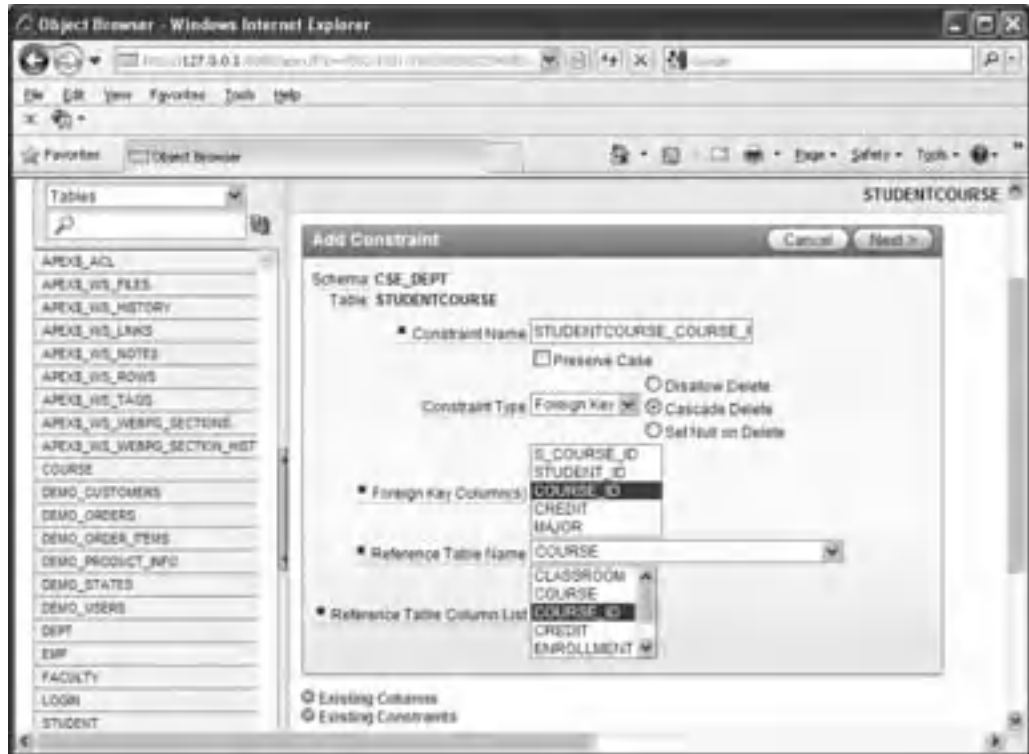 Object Browser - Windows Internet Explorer
127.0.0.1
File Edit View Favorites Tools Help
Favorites Object Browser Page Safety Tools
Tables
STUDENTCOURSE
Add Constraint Cancel Next >
APEX$_ACL
APEX$_WS_FILES
APEX$_WS_HISTORY
APEX$_WS_LINKS
APEX$_WS_NOTES
APEX$_WS_ROWS
APEX$_WS_TAGS
APEX$_WS_WEBPG_SECTIONS
APEX$_WS_WEBPG_SECTION_HIST
COURSE
DEMO_CUSTOMERS
DEMO_ORDERS
DEMO_ORDER_ITEMS
DEMO_PRODUCT_INFO
DEMO_STATES
DEMO_USERS
DEPT
EMP
FACULTY
LOGIN
STUDENT
Schema CSE_DEPT
Table STUDENTCOURSE
Constraint Name STUDENTCOURSE_COURSE_
Preserve Case
Constraint Type Foreign Key
Disallow Delete
Cascade Delete
Set Null on Delete
Foreign Key Column(s)
S_COURSE_ID
STUDENT_ID
COURSE_ID
CREDIT
MAJOR
Reference Table Name COURSE
Reference Table Column List
CLASSROOM
COURSE
COURSE_ID
CREDIT
ENROLLMENT
Existing Columns
Existing Constraints